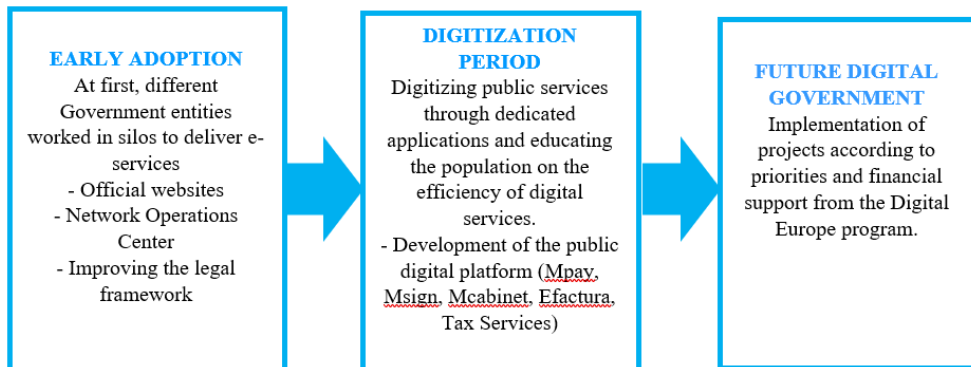 EARLY ADOPTION
At first, different
Government entities
worked in silos to deliver e-
services
- Official websites
- Network Operations
Center
- Improving the legal
framework
DIGITIZATION
PERIOD
Digitizing public services
through dedicated
applications and educating
the population on the
efficiency of digital
services.
- Development of the public
digital platform (Mpay,
Msign, Mcabinet, Efactura,
Tax Services)
FUTURE DIGITAL
GOVERNMENT
Implementation of
projects according to
priorities and financial
support from the Digital
Europe program.